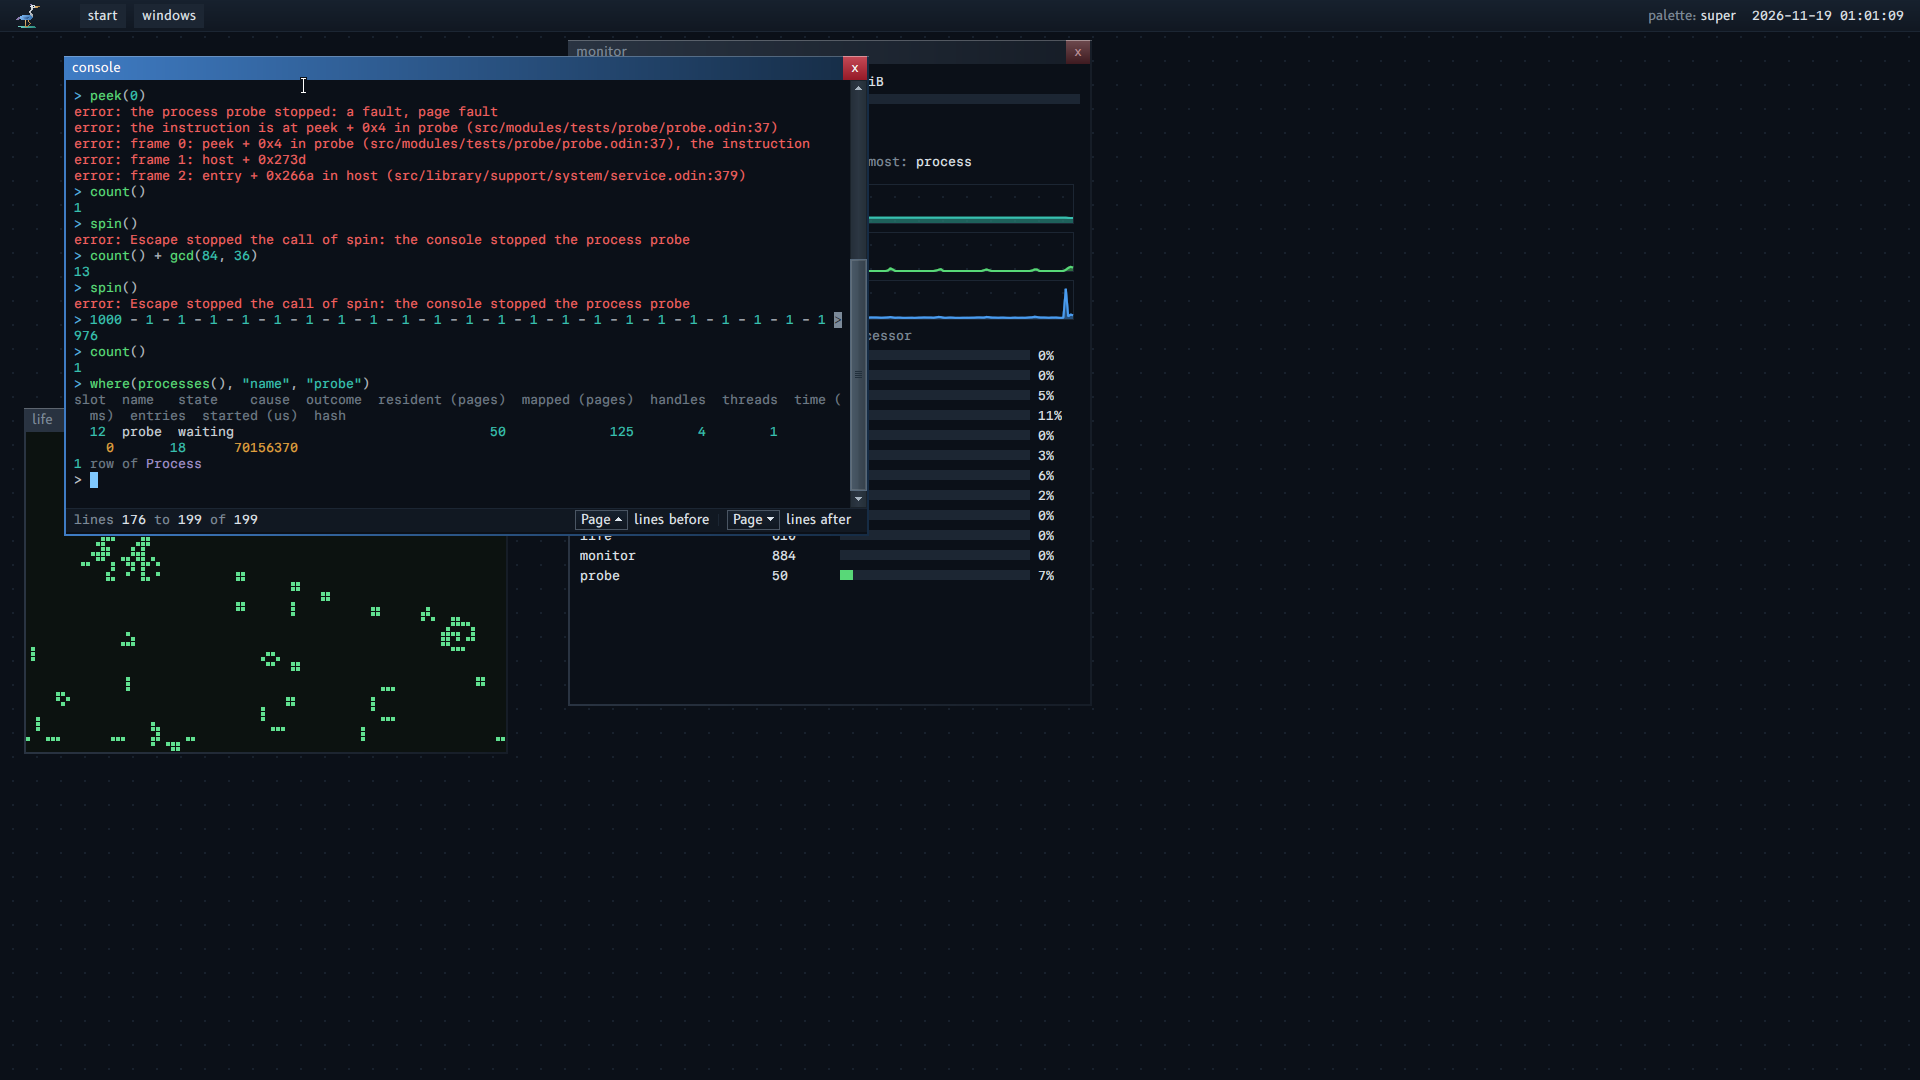 start windows palette: super 2026-11-19 01:01:09
monitor x
console x
iB
> peek(0)
error: the process probe stopped: a fault, page fault
error: the instruction is at peek + 0x4 in probe (src/modules/tests/probe/probe.odin:37)
error: frame 0: peek + 0x4 in probe (src/modules/tests/probe/probe.odin:37), the instruction
error: frame 1: host + 0x273d
error: frame 2: entry + 0x266a in host (src/library/support/system/service.odin:379)
> count()
1
> spin()
error: Escape stopped the call of spin: the console stopped the process probe
> count() + gcd(84, 36)
13
> spin()
error: Escape stopped the call of spin: the console stopped the process probe
> 1000 - 1 - 1 - 1 - 1 - 1 - 1 - 1 - 1 - 1 - 1 - 1 - 1 - 1 - 1 - 1 - 1 - 1 - 1 - 1 - 1 - 1 - 1 >
976
> count()
1
> where(processes(), "name", "probe")
slot name state cause outcome resident (pages) mapped (pages) handles threads time (
ms) entries started (us) hash
12 probe waiting 50 125 4 1
0 18 70156370
1 row of Process
>
lines 176 to 199 of 199 Page lines before Page lines after
most: process
cessor
0%
0%
5%
11%
0%
3%
6%
2%
0%
0%
monitor 884 0%
probe 50 7%
life